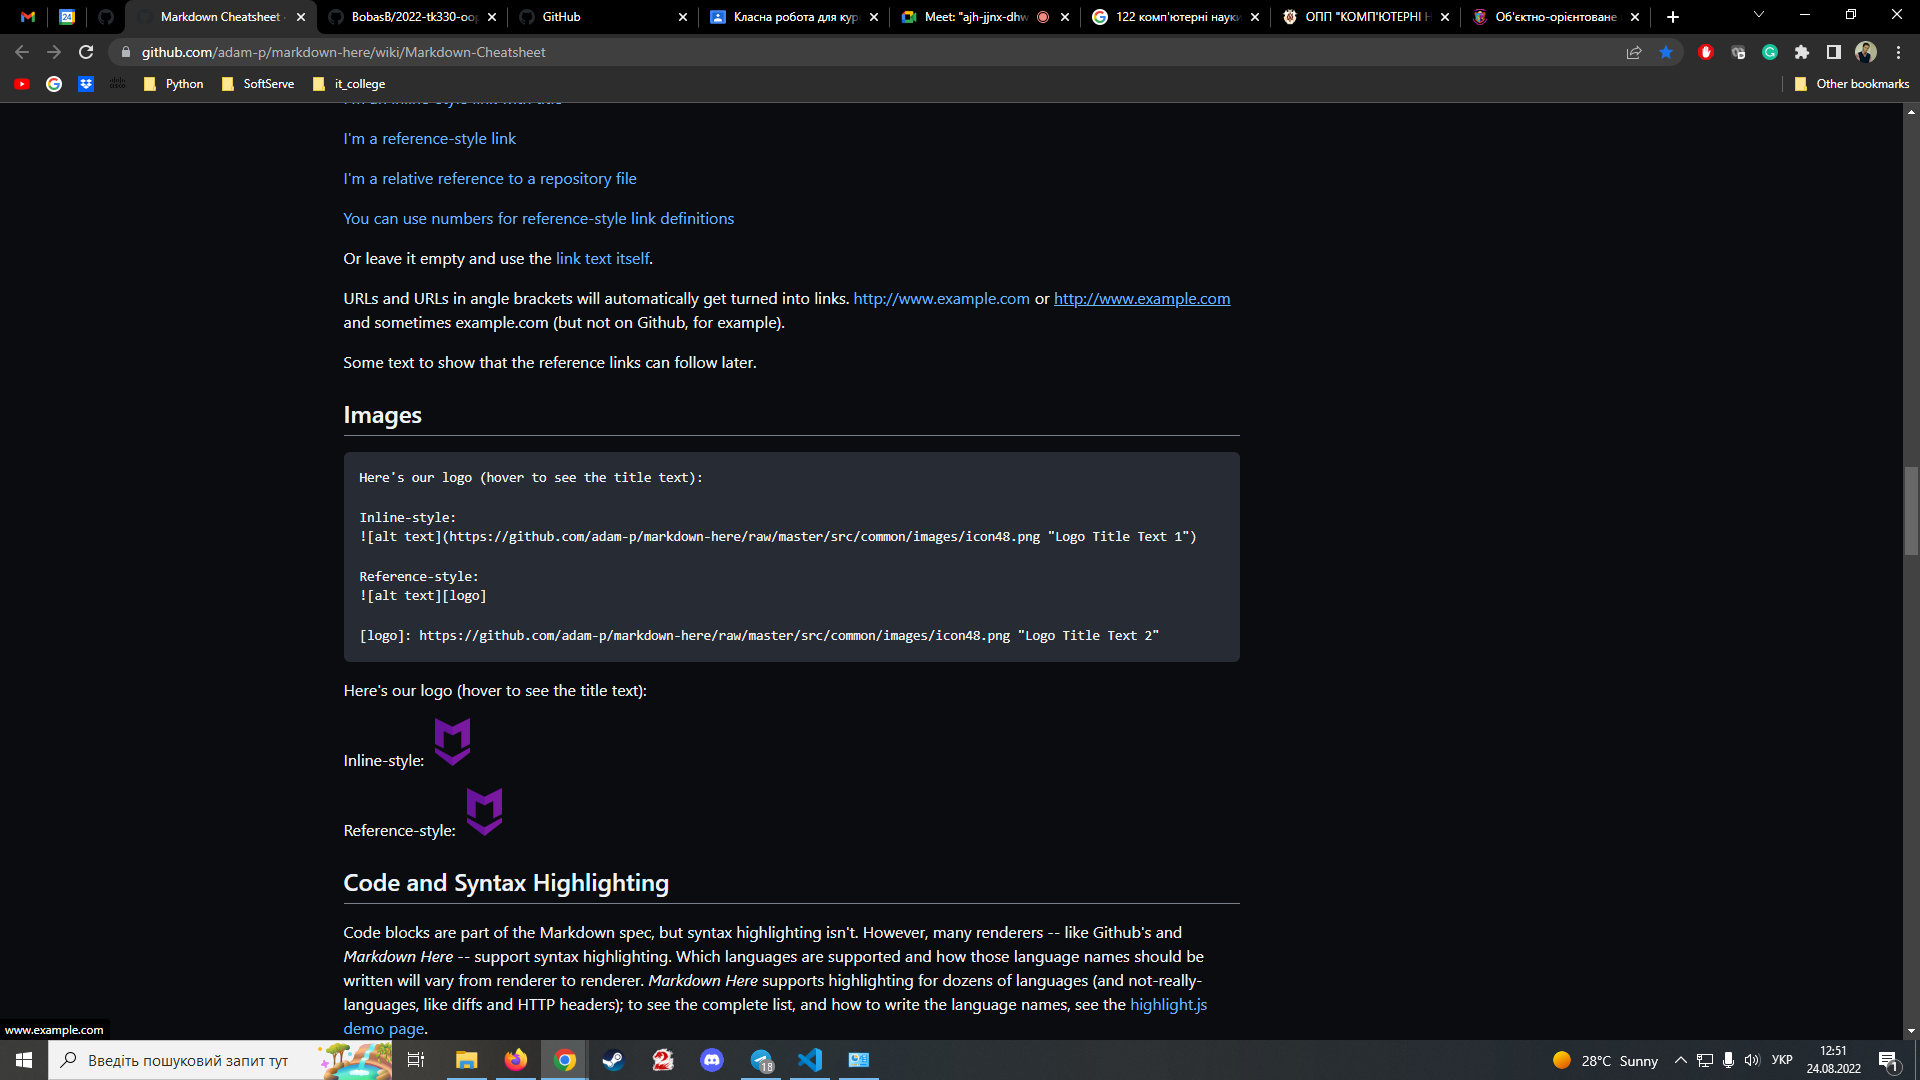 Markdown Cheatsheet
BobasB/2022-tk330-oop
GitHub
Класна робота для кур
Meet: "ajh-jjnx-dhw
122 комп'ютерні науки
ОПП "КОМП'ЮТЕРНІ Н
Об'єктно-орієнтоване
github.com/adam-p/markdown-here/wiki/Markdown-Cheatsheet
Python
SoftServe
it_college
Other bookmarks
I'm an inline-style link with title
I'm a reference-style link
I'm a relative reference to a repository file
You can use numbers for reference-style link definitions
Or leave it empty and use the link text itself.
URLs and URLs in angle brackets will automatically get turned into links. http://www.example.com or http://www.example.com
and sometimes example.com (but not on Github, for example).
Some text to show that the reference links can follow later.
Images
Here's our logo (hover to see the title text):
Inline-style:
![alt text](https://github.com/adam-p/markdown-here/raw/master/src/common/images/icon48.png "Logo Title Text 1")
Reference-style:
![alt text][logo]
[logo]: https://github.com/adam-p/markdown-here/raw/master/src/common/images/icon48.png "Logo Title Text 2"
Here's our logo (hover to see the title text):
Inline-style:
Reference-style:
Code and Syntax Highlighting
Code blocks are part of the Markdown spec, but syntax highlighting isn't. However, many renderers -- like Github's and
Markdown Here -- support syntax highlighting. Which languages are supported and how those language names should be
written will vary from renderer to renderer. Markdown Here supports highlighting for dozens of languages (and not-really-
languages, like diffs and HTTP headers); to see the complete list, and how to write the language names, see the highlight.js
demo page.
www.example.com
Введіть пошуковий запит тут
18
28°C Sunny
УКР
12:51
24.08.2022
1